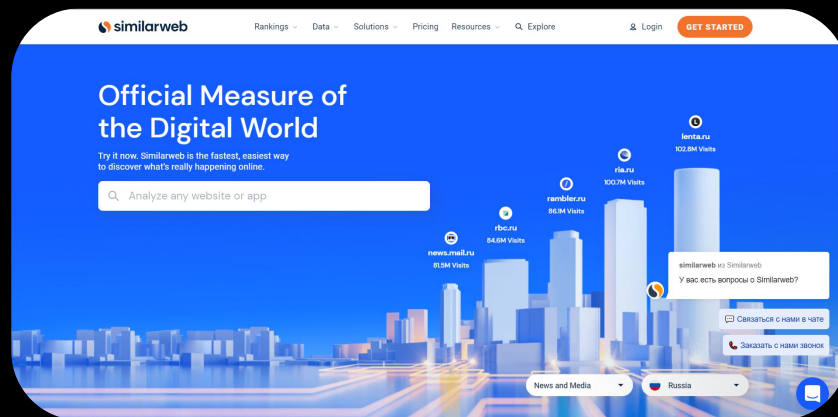 similarweb
Rankings
Data
Solutions
Pricing
Resources
Explore
Login
GET STARTED
Official Measure of
the Digital World
Try it now. Similarweb is the fastest, easiest way
to discover what's really happening online.
Analyze any website or app
news.mail.ru
81.5M Visits
rbc.ru
84.6M Visits
rambler.ru
86.1M Visits
ria.ru
100.7M Visits
lenta.ru
102.8M Visits
similarweb из Similarweb
У вас есть вопросы о Similarweb?
Связаться с нами в чате
Заказать с нами звонок
News and Media
Russia